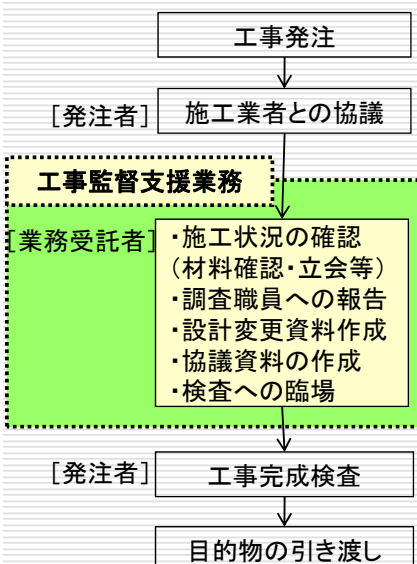 工事発注
[発注者]
施工業者との協議
工事監督支援業務
[業務受託者]
・施工状況の確認
(材料確認・立会等)
・調査職員への報告
・設計変更資料作成
・協議資料の作成
・検査への臨場
[発注者]
工事完成検査
目的物の引き渡し